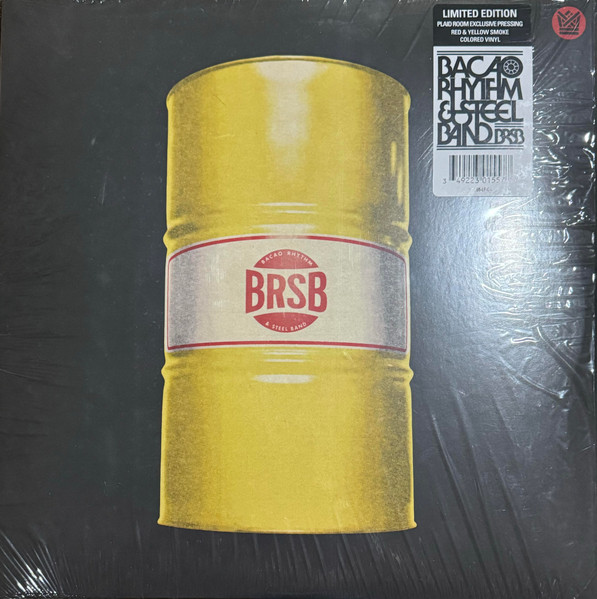 LIMITED EDITION
PLAID ROOM EXCLUSIVE PRESSING
RED & YELLOW SMOKE
COLORED VINYL
BACAO
RHYTHM
& STEEL
BAND BRSB
BACAO RHYTHM
BRSB
& STEEL BAND